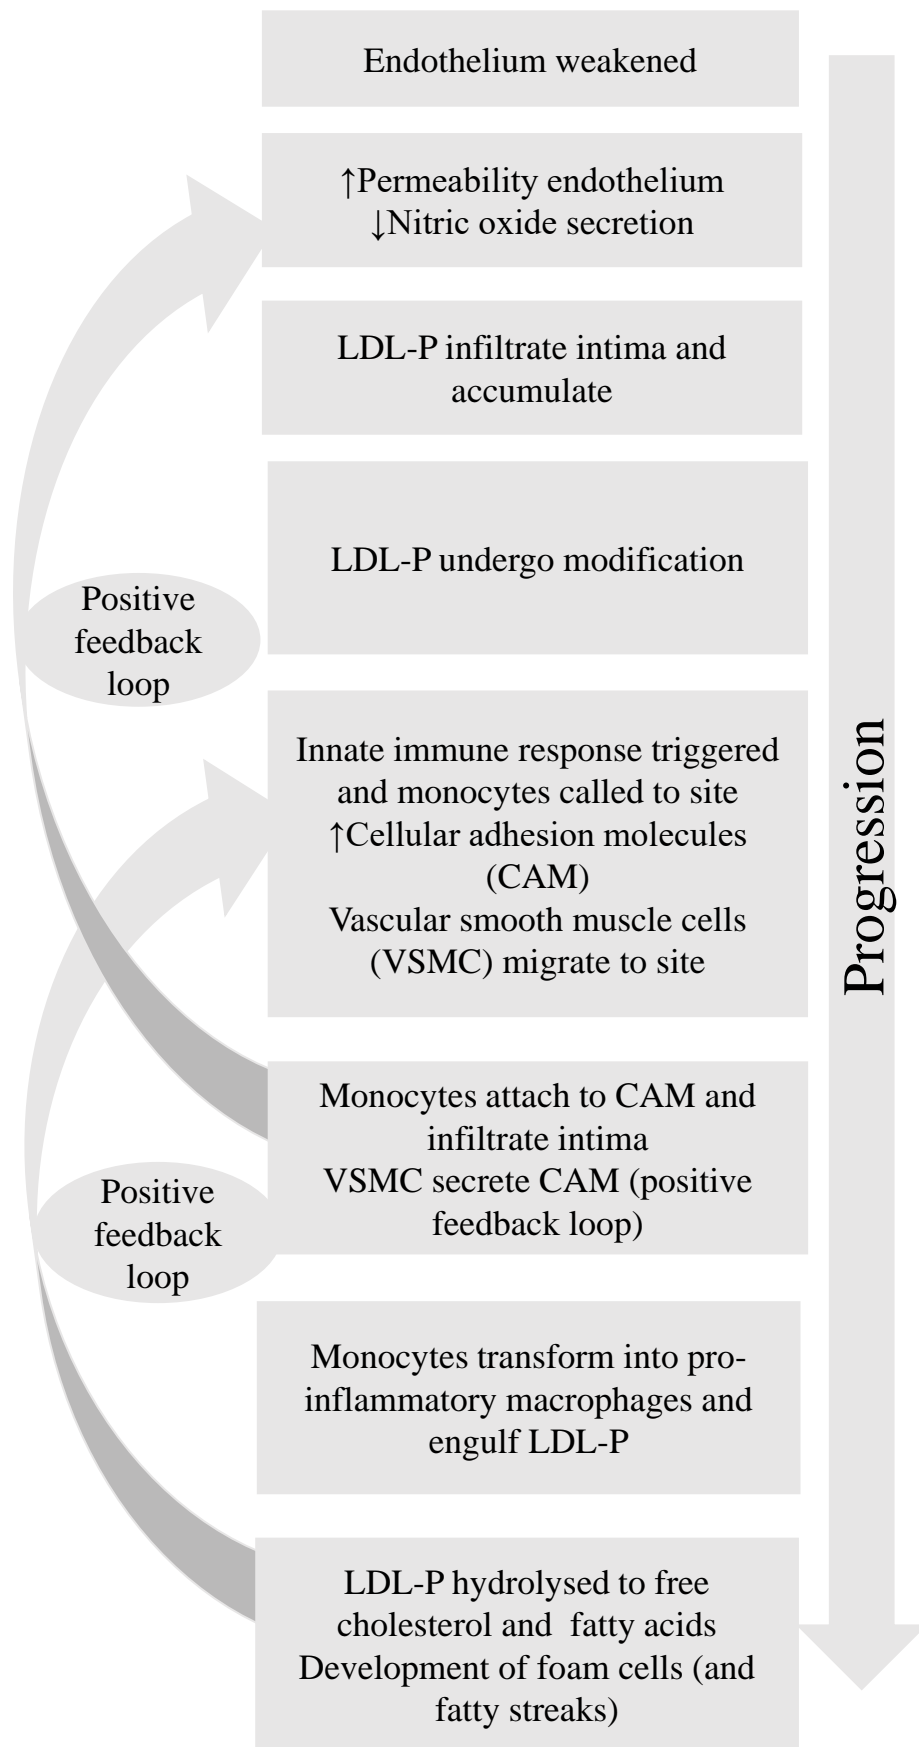 Endothelium weakened
↑Permeability endothelium
↓Nitric oxide secretion
LDL-P infiltrate intima and
accumulate
LDL-P undergo modification
Positive
feedback
loop
Innate immune response triggered
and monocytes called to site
↑Cellular adhesion molecules
(CAM)
Vascular smooth muscle cells
(VSMC) migrate to site
Monocytes attach to CAM and
infiltrate intima
VSMC secrete CAM (positive
feedback loop)
Positive
feedback
loop
Monocytes transform into pro-
inflammatory macrophages and
engulf LDL-P
LDL-P hydrolysed to free
cholesterol and  fatty acids
Development of foam cells (and
fatty streaks)
Progression